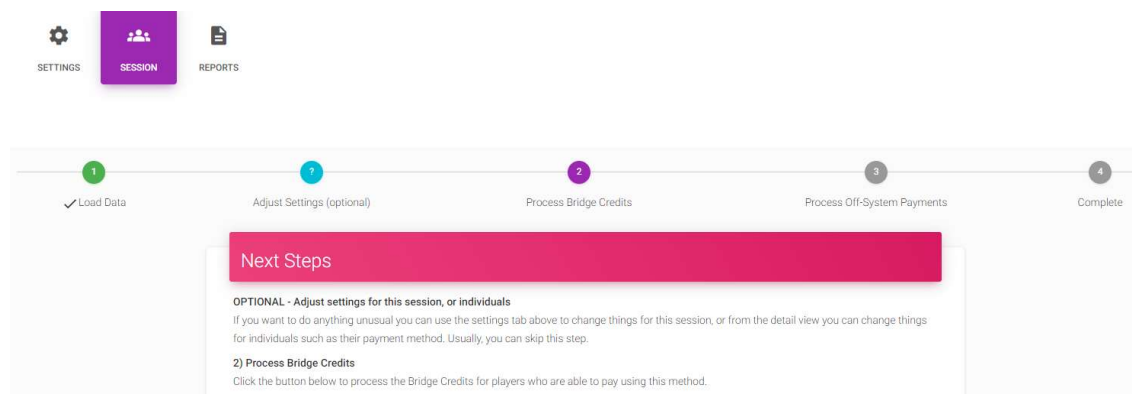 SETTINGS SESSION REPORTS
1 ? 2 3 4
Load Data Adjust Settings (optional) Process Bridge Credits Process Off-System Payments Complete
Next Steps
OPTIONAL - Adjust settings for this session, or individuals
If you want to do anything unusual you can use the settings tab above to change things for this session, or from the detail view you can change things
for individuals such as their payment method. Usually, you can skip this step.
2) Process Bridge Credits
Click the button below to process the Bridge Credits for players who are able to pay using this method.